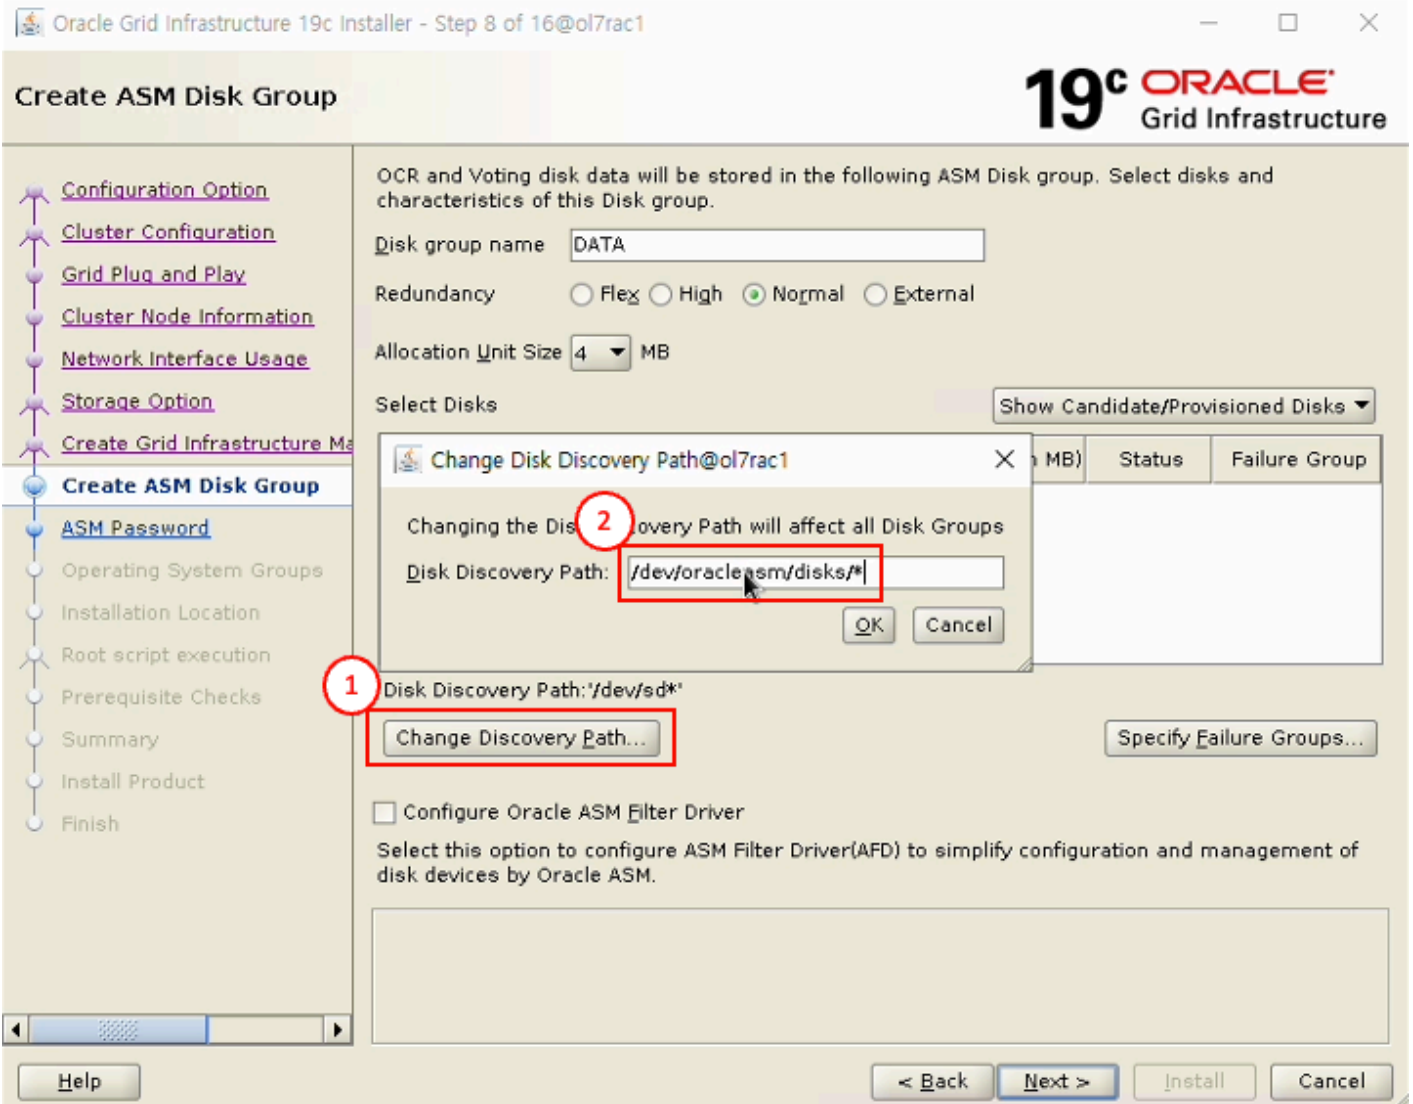 Oracle Grid Infrastructure 19c Installer - Step 8 of 16@ol7rac1
Create ASM Disk Group
19c ORACLE
Grid Infrastructure
Configuration Option
Cluster Configuration
Grid Plug and Play
Cluster Node Information
Network Interface Usage
Storage Option
Create Grid Infrastructure Ma
Create ASM Disk Group
ASM Password
Operating System Groups
Installation Location
Root script execution
Prerequisite Checks
Summary
Install Product
Finish
OCR and Voting disk data will be stored in the following ASM Disk group. Select disks and
characteristics of this Disk group.
Disk group name DATA
Redundancy Flex High Normal External
Allocation Unit Size 4 MB
Select Disks Show Candidate/Provisioned Disks
MB) Status Failure Group
Change Disk Discovery Path@ol7rac1
Changing the Dis 2 covery Path will affect all Disk Groups
Disk Discovery Path: /dev/oracleasm/disks/*
OK Cancel
1 Disk Discovery Path:'/dev/sd*'
Change Discovery Path... Specify Failure Groups...
Configure Oracle ASM Filter Driver
Select this option to configure ASM Filter Driver(AFD) to simplify configuration and management of
disk devices by Oracle ASM.
Help < Back Next > Install Cancel